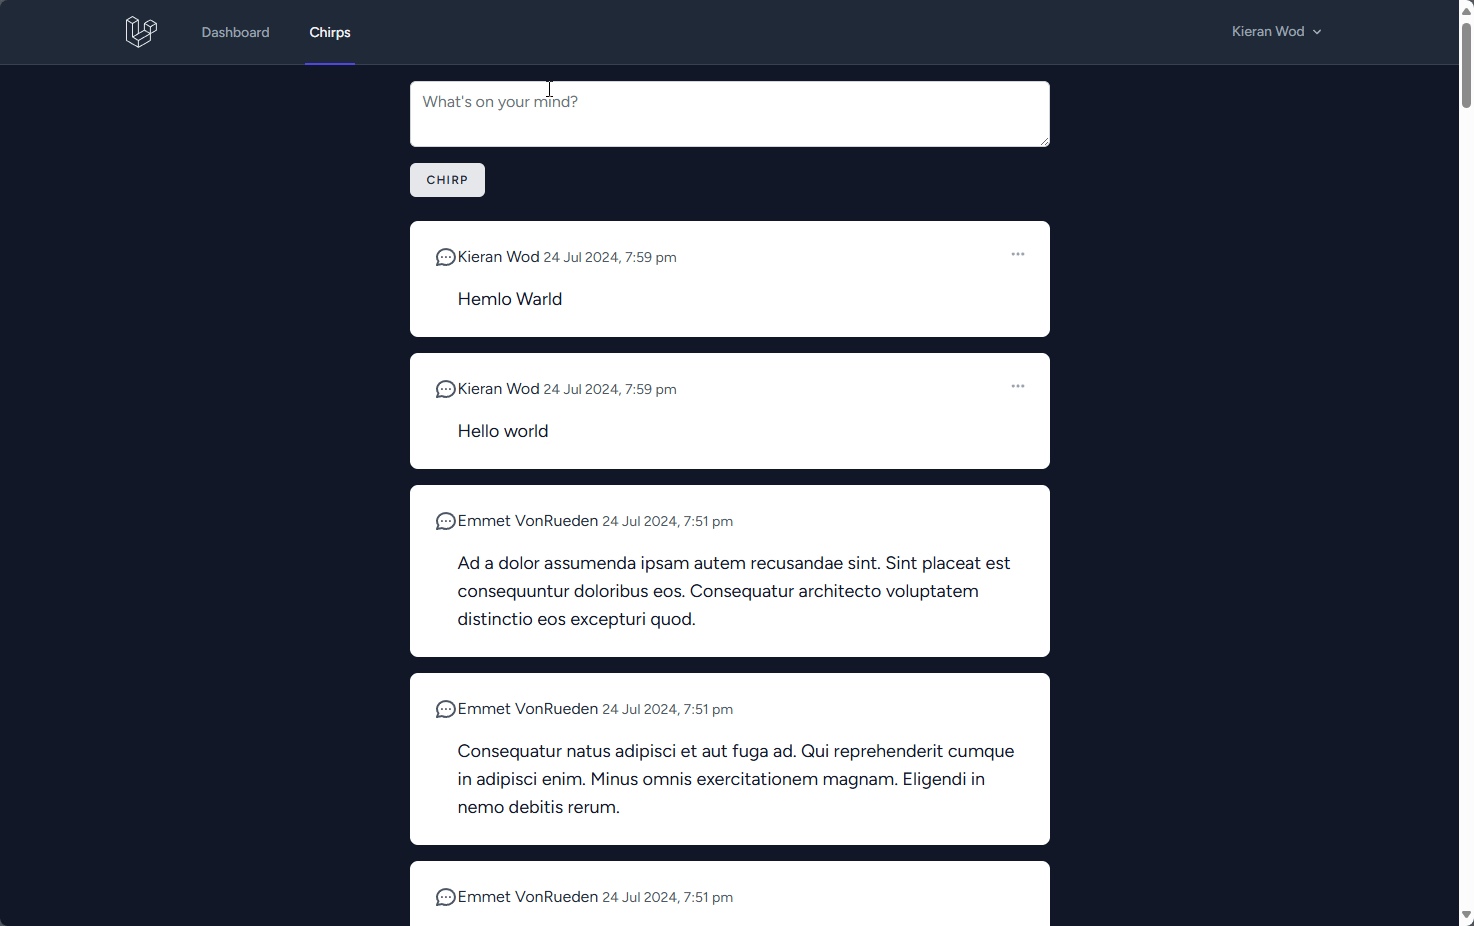 Dashboard
Chirps
Kieran Wod
What's on your mind?
CHIRP
Kieran Wod 24 Jul 2024, 7:59 pm
Hemlo Warld
Kieran Wod 24 Jul 2024, 7:59 pm
Hello world
Emmet VonRueden 24 Jul 2024, 7:51 pm
Ad a dolor assumenda ipsam autem recusandae sint. Sint placeat est
consequuntur doloribus eos. Consequatur architecto voluptatem
distinctio eos excepturi quod.
Emmet VonRueden 24 Jul 2024, 7:51 pm
Consequatur natus adipisci et aut fuga ad. Qui reprehenderit cumque
in adipisci enim. Minus omnis exercitationem magnam. Eligendi in
nemo debitis rerum.
Emmet VonRueden 24 Jul 2024, 7:51 pm